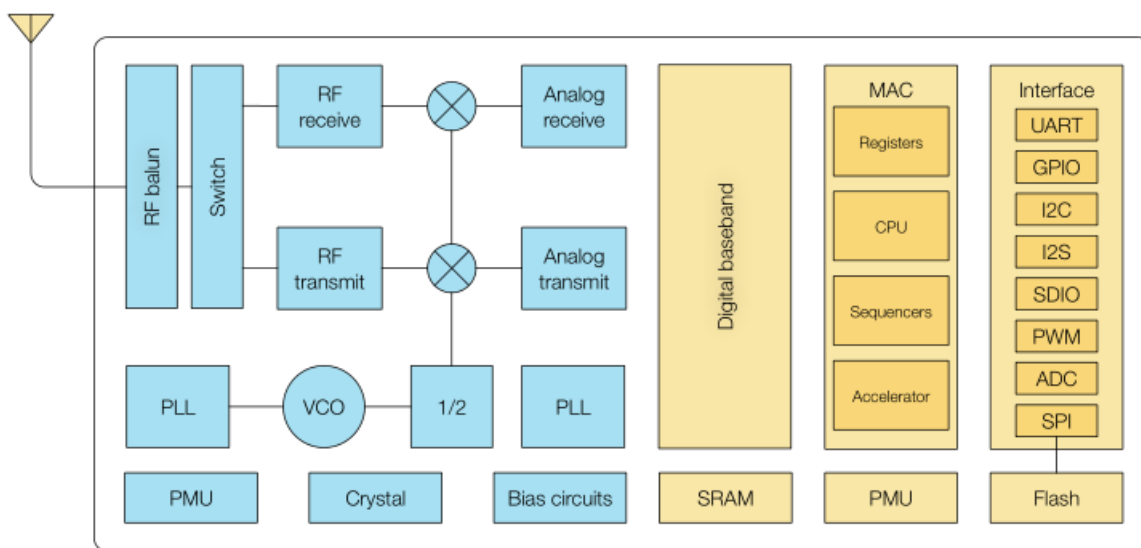 RF balun
Switch
RF
receive
Analog
receive
RF
transmit
Analog
transmit
PLL
VCO
1/2
PLL
PMU
Crystal
Bias circuits
Digital baseband
SRAM
MAC
Registers
CPU
Sequencers
Accelerator
PMU
Interface
UART
GPIO
I2C
I2S
SDIO
PWM
ADC
SPI
Flash